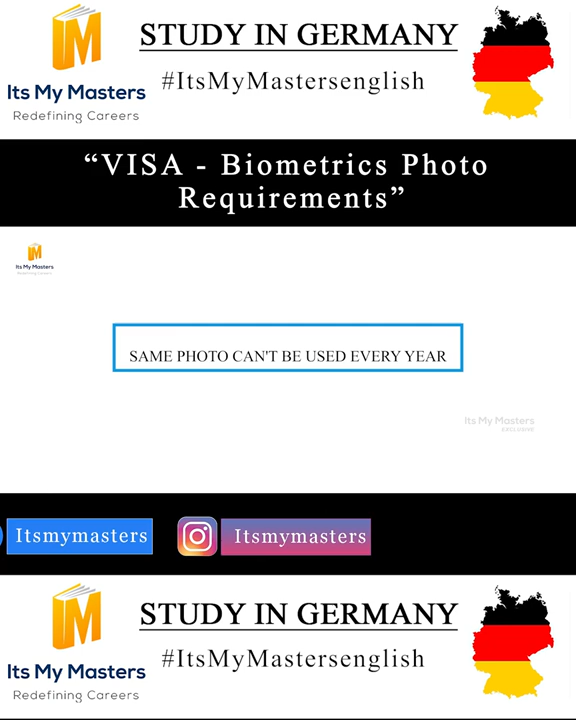 STUDY IN GERMANY
#ItsMyMastersenglish
Its My Masters
Redefining Careers
“VISA - Biometrics Photo
Requirements”
Its My Masters
Redefining Careers
SAME PHOTO CAN'T BE USED EVERY YEAR
Its My Masters
EXCLUSIVE
Itsmymasters
Itsmymasters
STUDY IN GERMANY
#ItsMyMastersenglish
Its My Masters
Redefining Careers